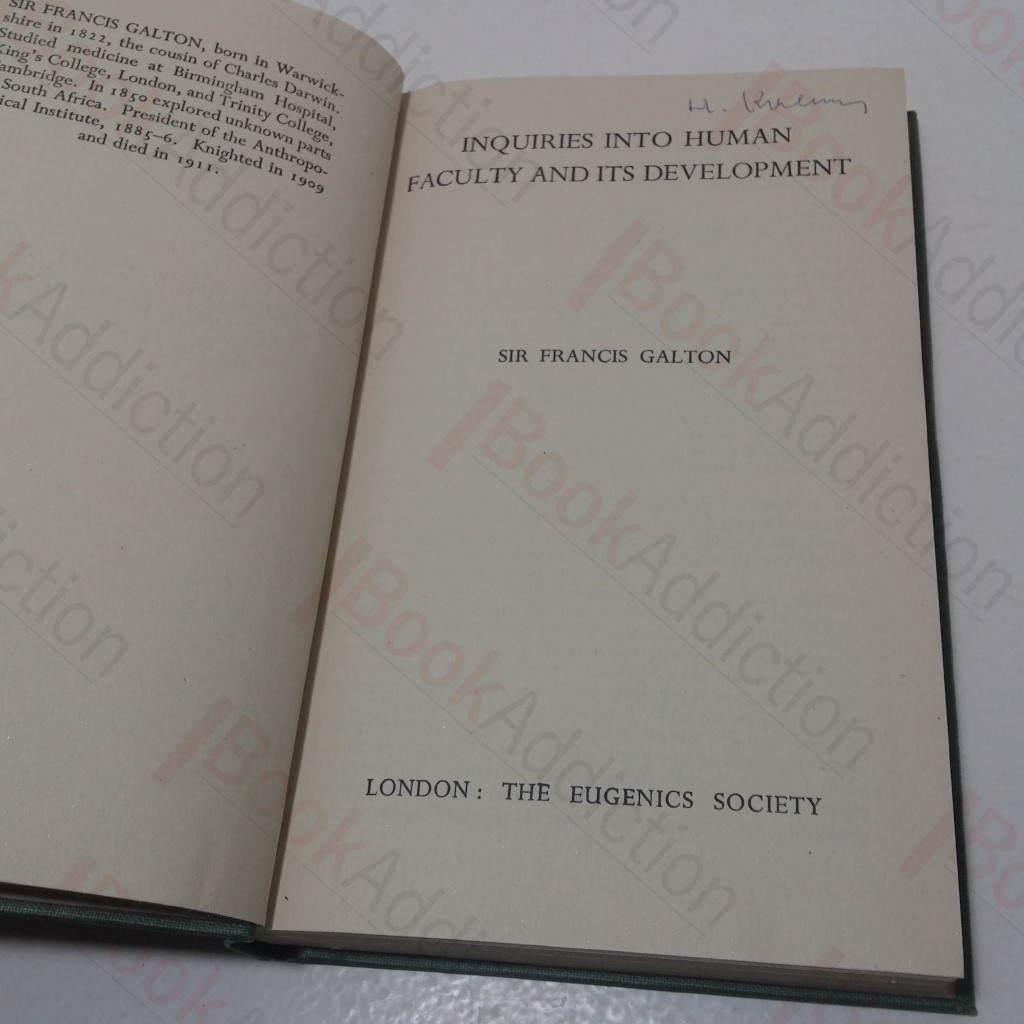 SIR FRANCIS GALTON, born in Warwick-
shire in 1822, the cousin of Charles Darwin.
Studied medicine at Birmingham Hospital,
King's College, London, and Trinity College,
ambridge. In 1850 explored unknown parts
South Africa. President of the Anthropo-
ical Institute, 1885–6. Knighted in 1909
and died in 1911.
INQUIRIES INTO HUMAN
FACULTY AND ITS DEVELOPMENT
SIR FRANCIS GALTON
LONDON: THE EUGENICS SOCIETY
BookAddiction